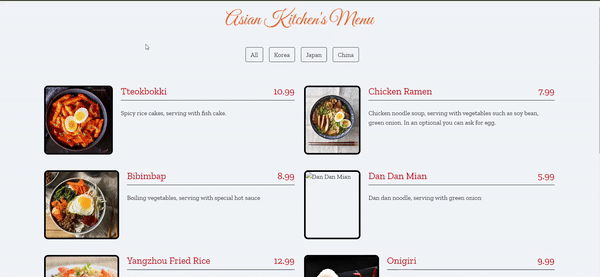 Asian Kitchen's Menu
All Korea Japan China
Tteokbokki 10.99
Spicy rice cakes, serving with fish cake.
Chicken Ramen 7.99
Chicken noodle soup, serving with vegetables such as soy bean,
green onion. In an optional you can ask for egg.
Bibimbap 8.99
Boiling vegetables, serving with special hot sauce
Dan Dan Mian
Dan Dan Mian 5.99
Dan dan noodle, serving with green onion
Yangzhou Fried Rice 12.99
Onigiri 9.99